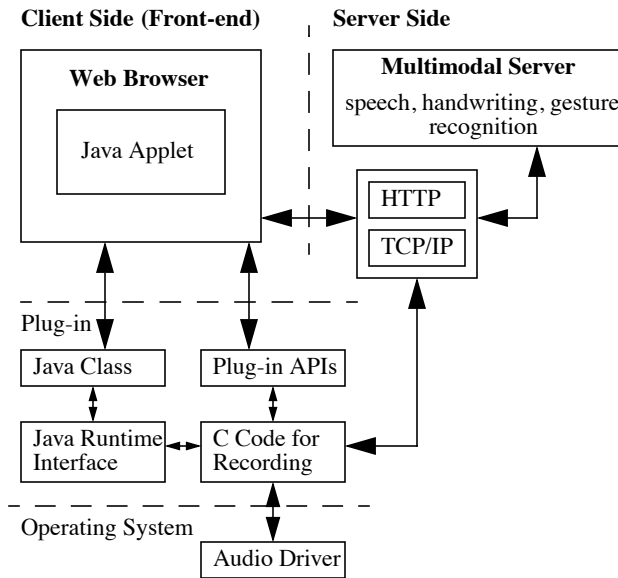 Client Side (Front-end)
Server Side
Web Browser
Java Applet
Multimodal Server
speech, handwriting, gesture
recognition
HTTP
TCP/IP
Plug-in
Java Class
Plug-in APIs
Java Runtime
Interface
C Code for
Recording
Operating System
Audio Driver